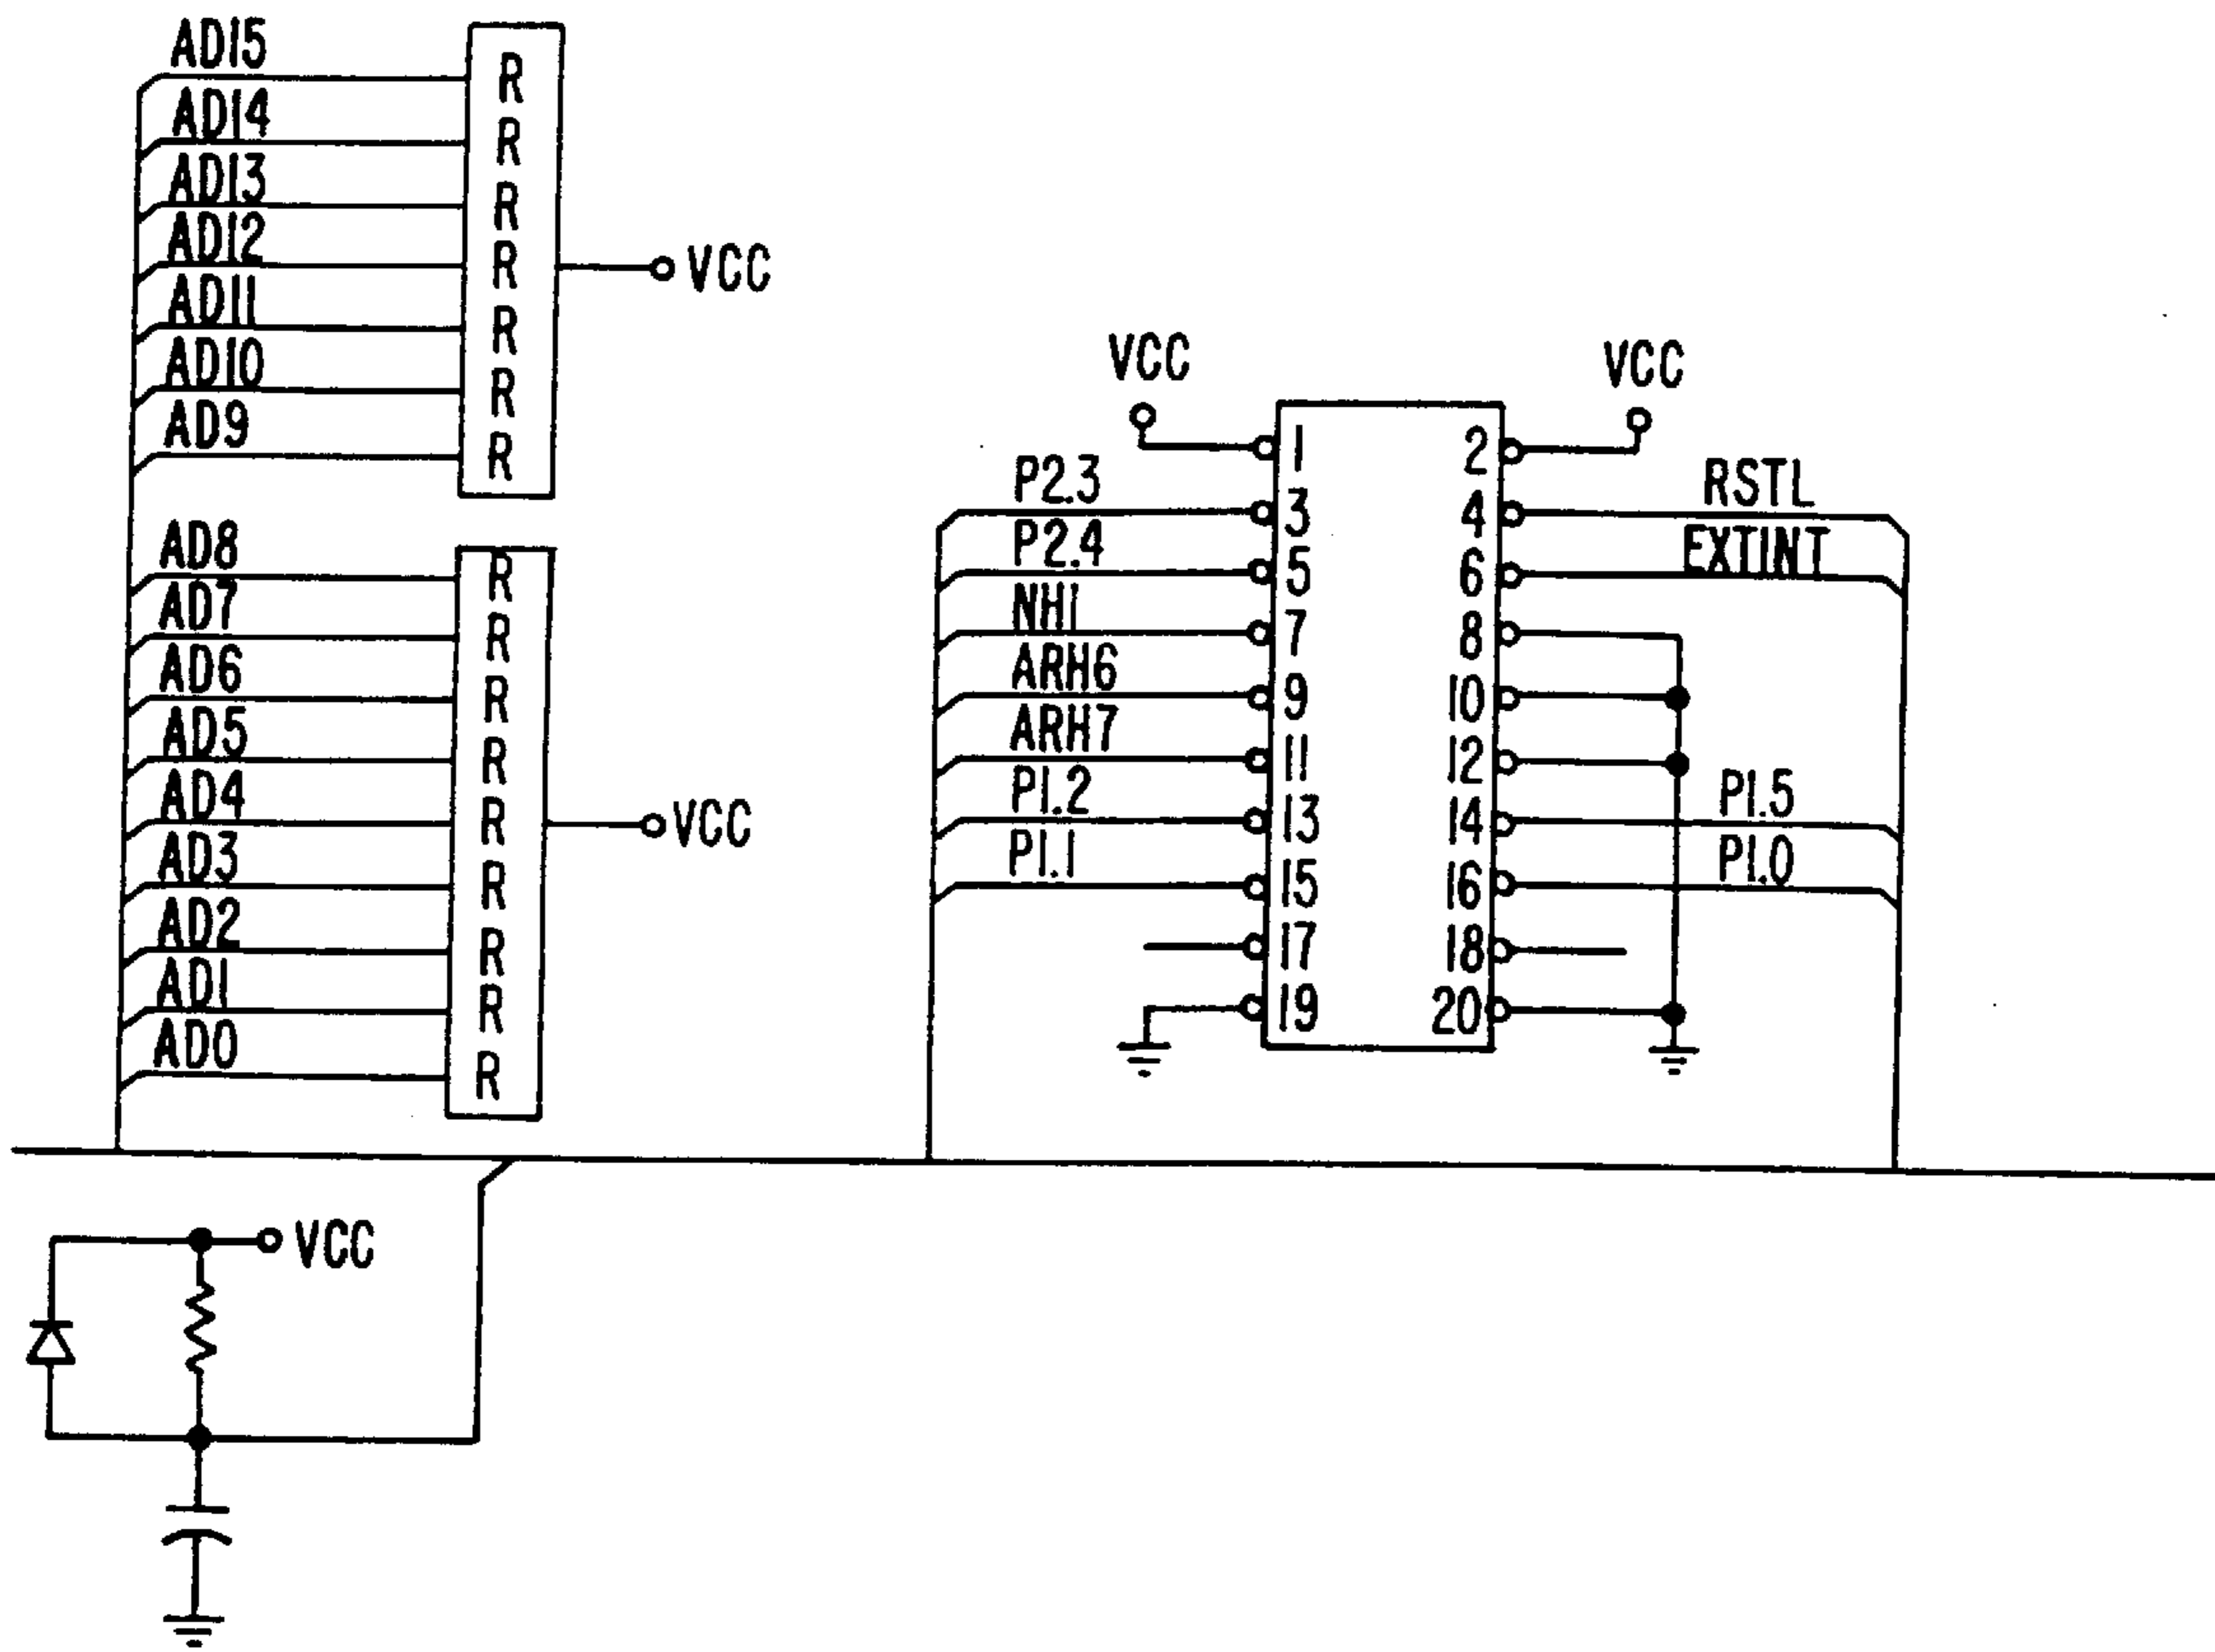 AD15
R
AD14
R
AD13
R
AD12
R
VCC
AD11
R
AD10
R
AD9
R
AD8
R
AD7
R
AD6
R
AD5
R
AD4
R
VCC
AD3
R
AD2
R
AD1
R
AD0
R
VCC
VCC
1
2
P2.3
3
4
RSTL
P2.4
5
6
EXTINT
NHI
7
8
ARH6
9
10
ARH7
11
12
P1.2
13
14
P1.5
P1.1
15
16
P1.0
17
18
19
20
VCC